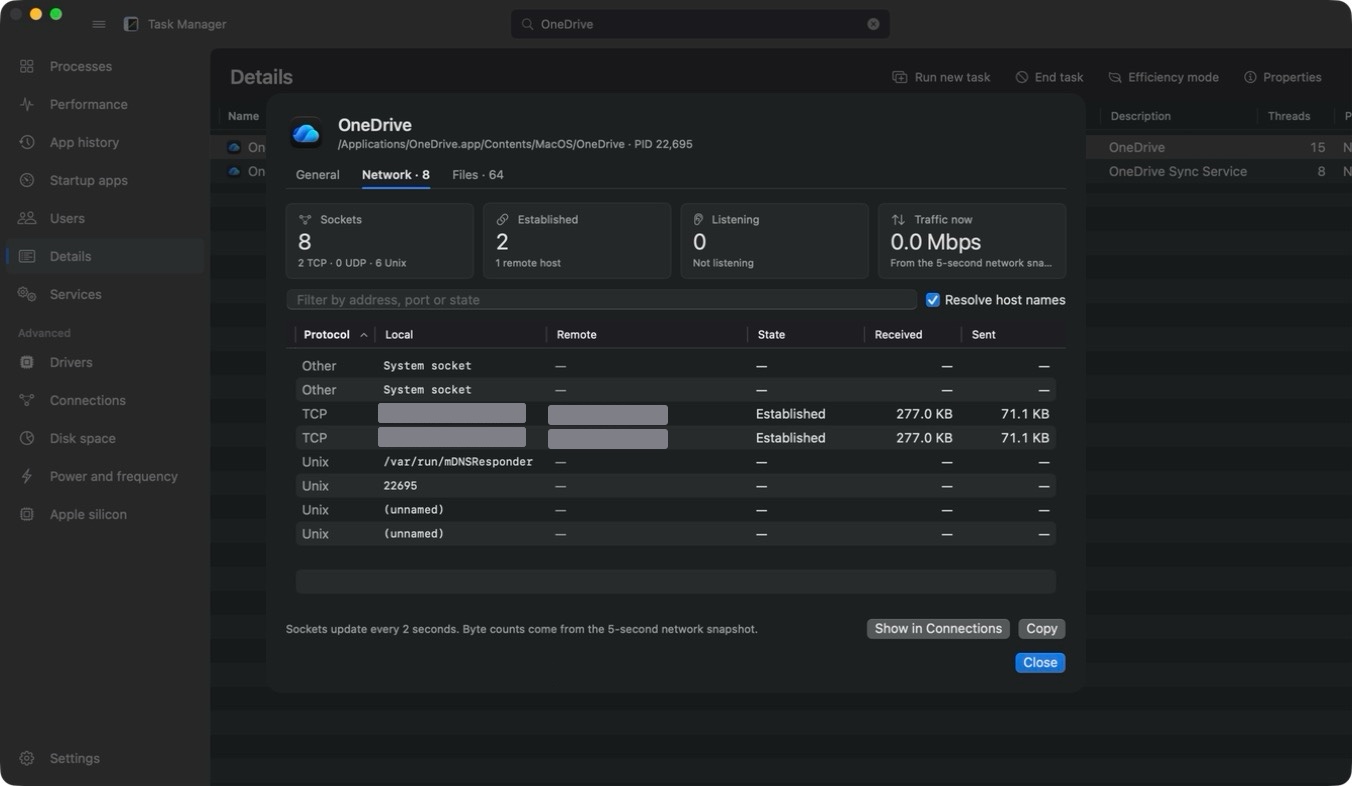 Task Manager
OneDrive
Processes
Performance
App history
Startup apps
Users
Details
Services
Advanced
Drivers
Connections
Disk space
Power and frequency
Apple silicon
Settings
Details
Run new task
End task
Efficiency mode
Properties
Name
Description
Threads
P
On
OneDrive
15
N
On
OneDrive Sync Service
8
N
OneDrive
/Applications/OneDrive.app/Contents/MacOS/OneDrive · PID 22,695
General
Network · 8
Files · 64
Sockets
8
2 TCP · 0 UDP · 6 Unix
Established
2
1 remote host
Listening
0
Not listening
Traffic now
0.0 Mbps
From the 5-second network sna...
Filter by address, port or state
Resolve host names
Protocol Local Remote State Received Sent
Other System socket — — — —
Other System socket — — — —
TCP Established 277.0 KB 71.1 KB
TCP Established 277.0 KB 71.1 KB
Unix /var/run/mDNSResponder — — — —
Unix 22695 — — — —
Unix (unnamed) — — — —
Unix (unnamed) — — — —
Sockets update every 2 seconds. Byte counts come from the 5-second network snapshot.
Show in Connections
Copy
Close